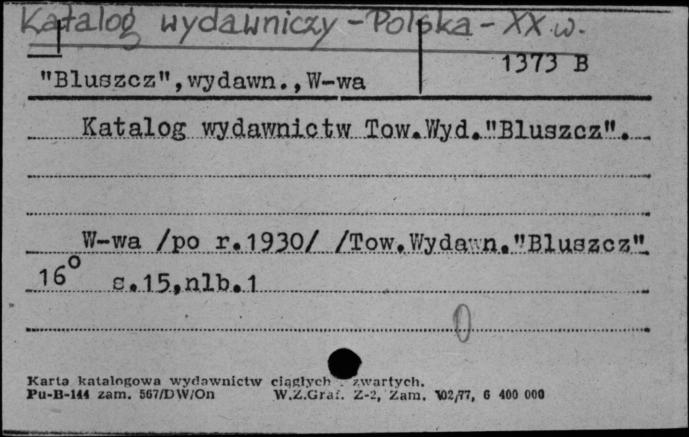 Katalog wydawniczy - Polska - XX w.
1373 B
"Bluszcz",wydawn.,W-wa
Katalog wydawnictw Tow.Wyd."Bluszcz".
W-wa /po r.1930/ /Tow.Wydawn."Bluszcz"
16° s.15,nlb.1
0
Karta katalogowa wydawnictw ciągłych i zwartych.
Pu-B-144 zam. 567/DW/On W.Z.Graf. Z-2, Zam. 102/77, 6 400 000